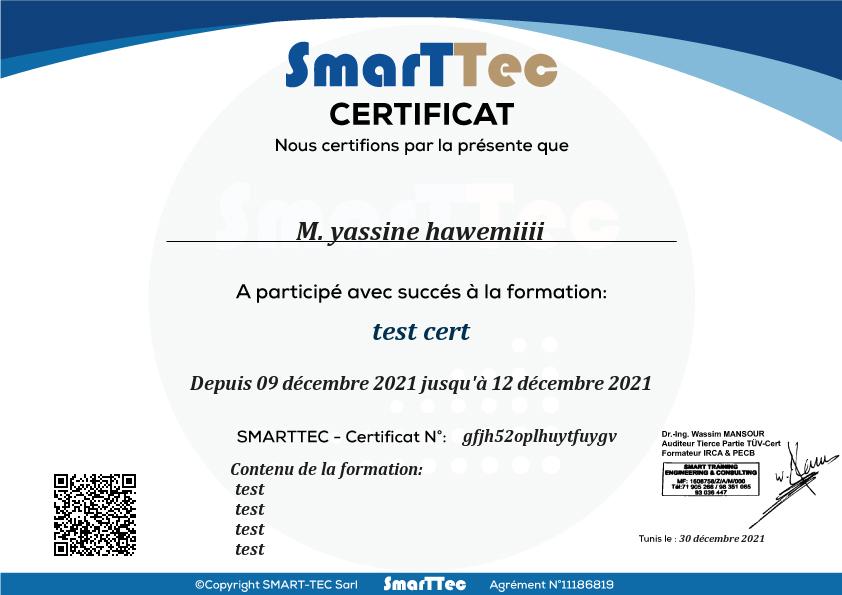 SmarTTec
CERTIFICAT
Nous certifions par la présente que
SmarTTec
M. yassine hawemiiii
A participé avec succés à la formation:
test cert
Depuis 09 décembre 2021 jusqu'à 12 décembre 2021
SMARTTEC - Certificat N°: gfjh52oplhuytfuygv
Contenu de la formation:
test
test
test
test
Dr.-Ing. Wassim MANSOUR
Auditeur Tierce Partie TÜV-Cert
Formateur IRCA & PECB
SMART TRAINING
ENGINEERING & CONSULTING
MF: 1606758/Z/A/M/000
Tél:71 905 266 / 98 351 065
93 036 447
Tunis le : 30 décembre 2021
©Copyright SMART-TEC Sarl SmarTTec Agrément N°11186819